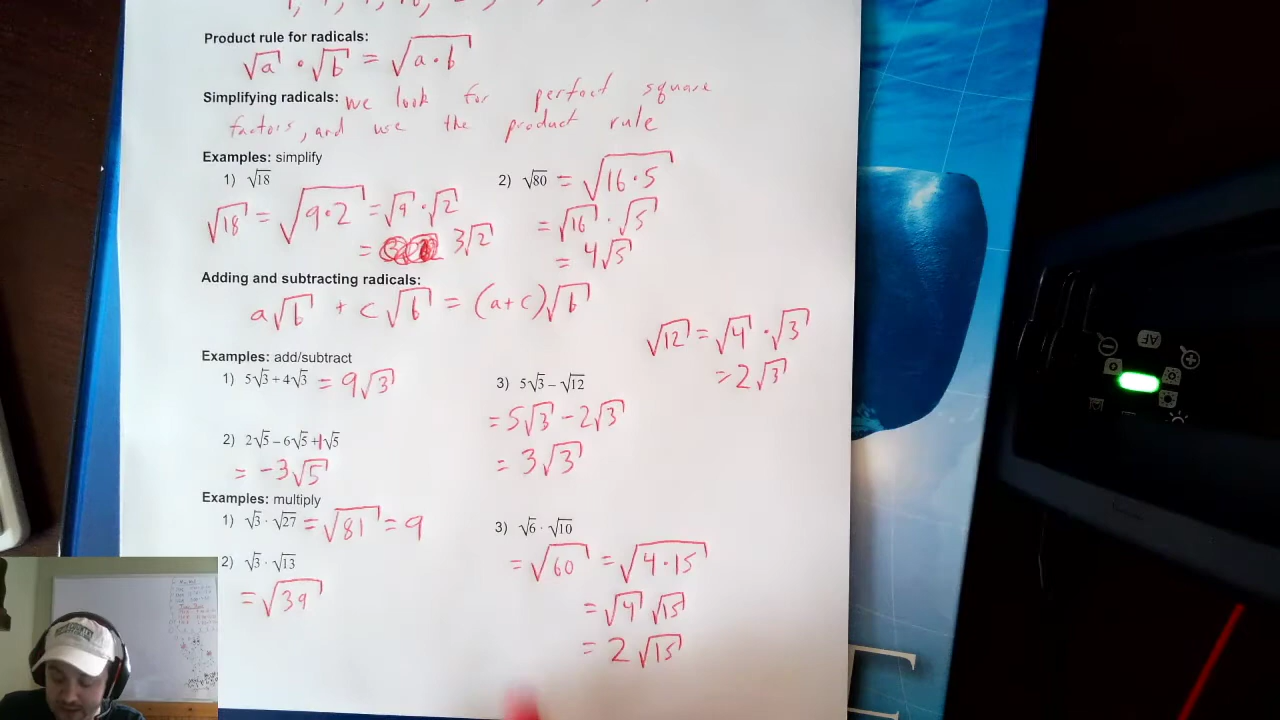 Product rule for radicals:
√a · √b = √a·b
Simplifying radicals: we look for perfect square
factors, and use the product rule
Examples: simplify
1) √18
√18 = √9·2 = √9 · √2
= 3√2
2) √80 = √16·5
= √16 · √5
= 4√5
Adding and subtracting radicals:
a√b + c√b = (a+c)√b
√12 = √4 · √3
= 2√3
Examples: add/subtract
1) 5√3 + 4√3 = 9√3
2) 2√5 – 6√5 + 1√5
= -3√5
3) 5√3 – √12
= 5√3 - 2√3
= 3√3
Examples: multiply
1) √3 · √27 = √81 = 9
2) √3 · √13
= √39
3) √6 · √10
= √60 = √4·15
= √4 √15
= 2√15
AF